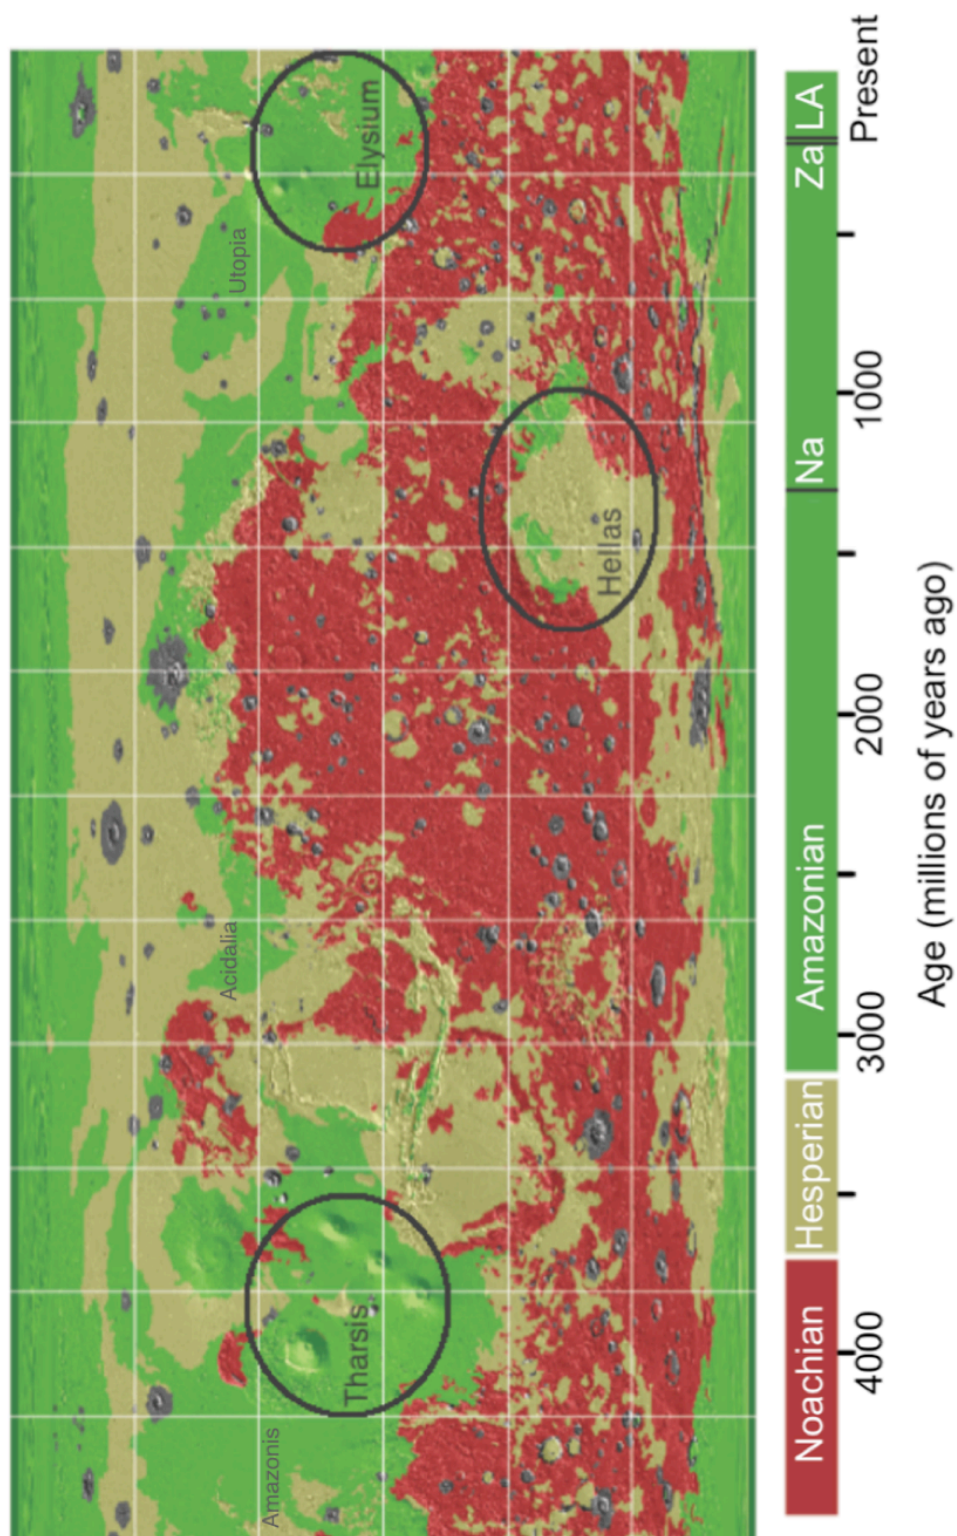 Utopia
Elysium
Acidalia
Hellas
Amazonis
Tharsis
Noachian
Hesperian
Amazonian
Na
Za
LA
4000
3000
2000
1000
Present
Age (millions of years ago)